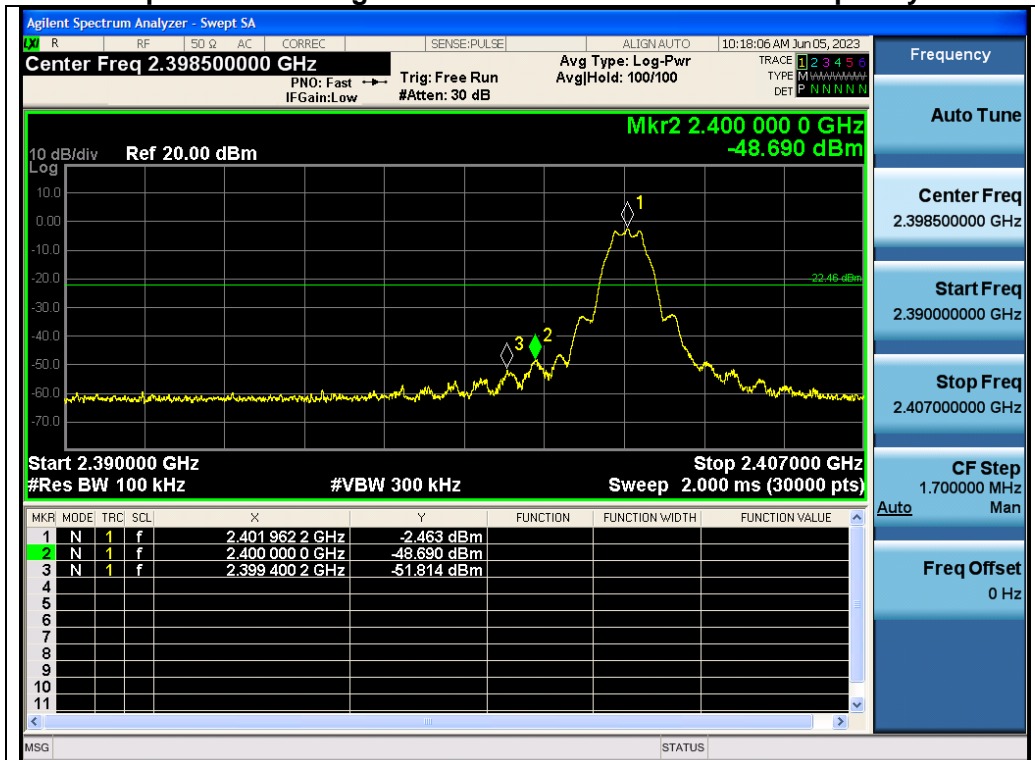 Agilent Spectrum Analyzer - Swept SA
LXI R RF 50 Ω AC CORREC SENSE:PULSE ALIGN AUTO 10:18:06 AM Jun 05, 2023
Center Freq 2.398500000 GHz
PNO: Fast
IFGain:Low
Trig: Free Run
#Atten: 30 dB
Avg Type: Log-Pwr
Avg|Hold: 100/100
TRACE 1 2 3 4 5 6
TYPE M
DET P N N N N N
Mkr2 2.400 000 0 GHz
-48.690 dBm
10 dB/div Ref 20.00 dBm
Log
10.0
0.00
-10.0
-20.0
-30.0
-40.0
-50.0
-60.0
-70.0
1
2
3
-22.46 dBm
Start 2.390000 GHz Stop 2.407000 GHz
#Res BW 100 kHz #VBW 300 kHz Sweep 2.000 ms (30000 pts)
MKR MODE TRC SCL X Y FUNCTION FUNCTION WIDTH FUNCTION VALUE
1 N 1 f 2.401 962 2 GHz -2.463 dBm
2 N 1 f 2.400 000 0 GHz -48.690 dBm
3 N 1 f 2.399 400 2 GHz -51.814 dBm
4
5
6
7
8
9
10
11
MSG STATUS
Frequency
Auto Tune
Center Freq
2.398500000 GHz
Start Freq
2.390000000 GHz
Stop Freq
2.407000000 GHz
CF Step
1.700000 MHz
Auto Man
Freq Offset
0 Hz